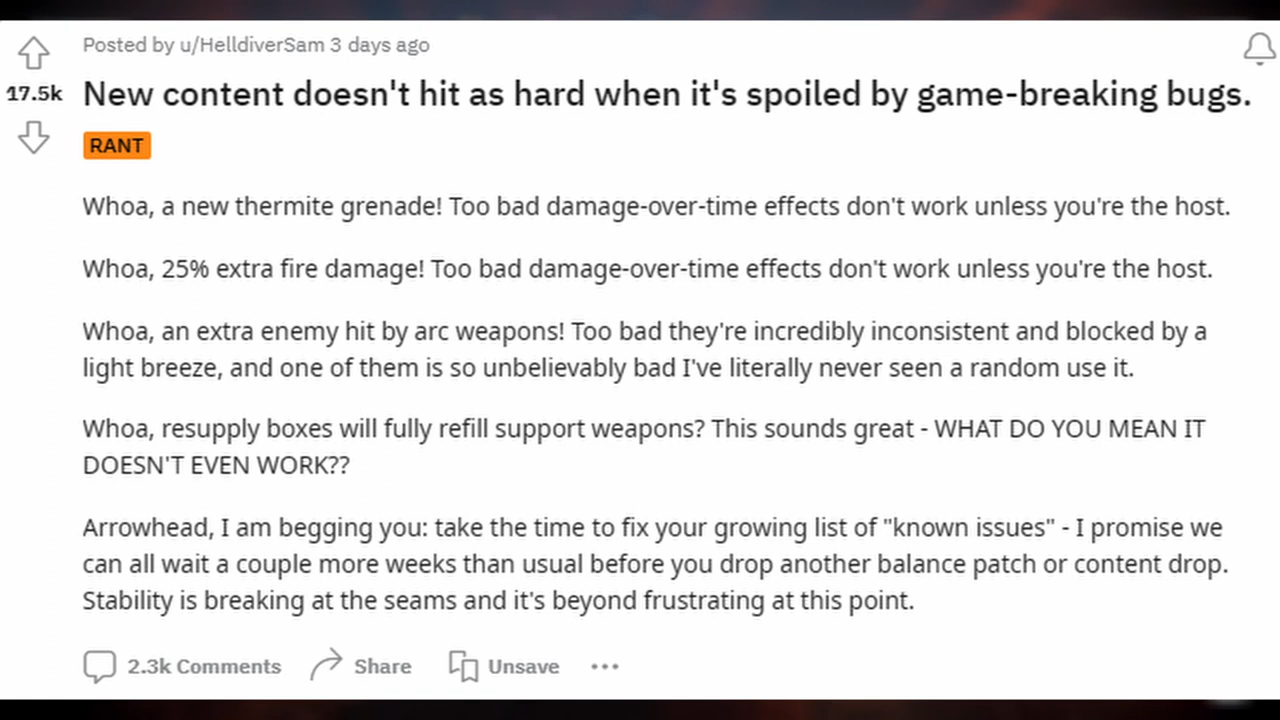 Posted by u/HelldiverSam 3 days ago
17.5k
New content doesn't hit as hard when it's spoiled by game-breaking bugs.
RANT
Whoa, a new thermite grenade! Too bad damage-over-time effects don't work unless you're the host.
Whoa, 25% extra fire damage! Too bad damage-over-time effects don't work unless you're the host.
Whoa, an extra enemy hit by arc weapons! Too bad they're incredibly inconsistent and blocked by a
light breeze, and one of them is so unbelievably bad I've literally never seen a random use it.
Whoa, resupply boxes will fully refill support weapons? This sounds great - WHAT DO YOU MEAN IT
DOESN'T EVEN WORK??
Arrowhead, I am begging you: take the time to fix your growing list of "known issues" - I promise we
can all wait a couple more weeks than usual before you drop another balance patch or content drop.
Stability is breaking at the seams and it's beyond frustrating at this point.
2.3k Comments Share Unsave •••